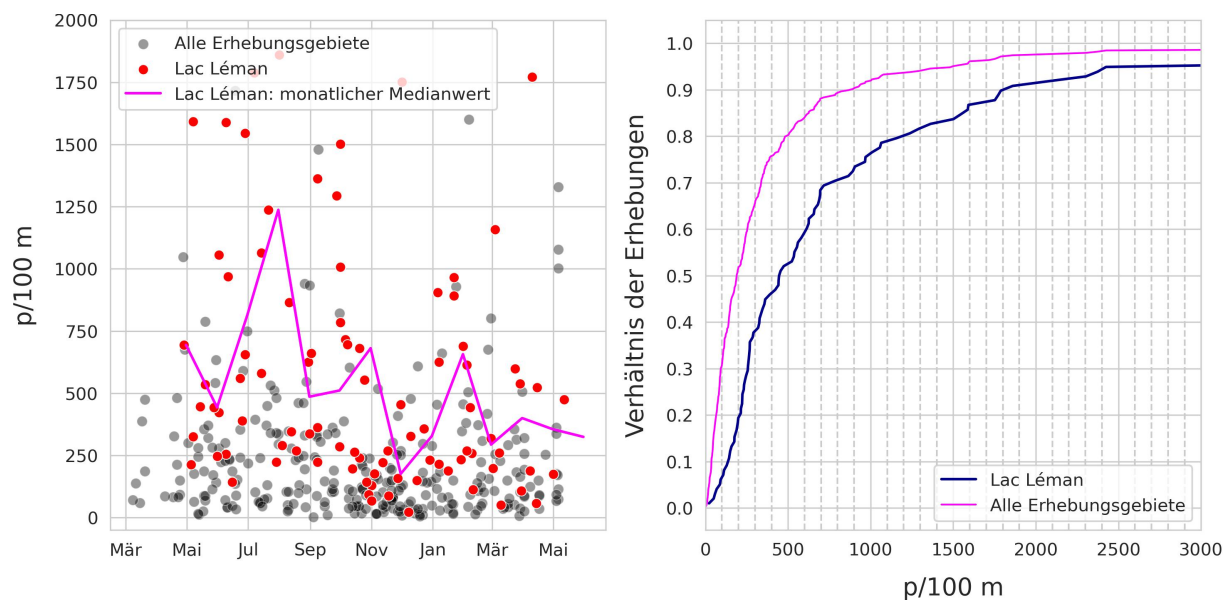 2000
1750
1500
1250
1000
750
500
250
0
p/100 m
Alle Erhebungsgebiete
Lac Léman
Lac Léman: monatlicher Medianwert
Mär
Mai
Jul
Sep
Nov
Jan
Mär
Mai
1.0
0.9
0.8
0.7
0.6
0.5
0.4
0.3
0.2
0.1
0.0
Verhältnis der Erhebungen
Lac Léman
Alle Erhebungsgebiete
0
500
1000
1500
2000
2500
3000
p/100 m